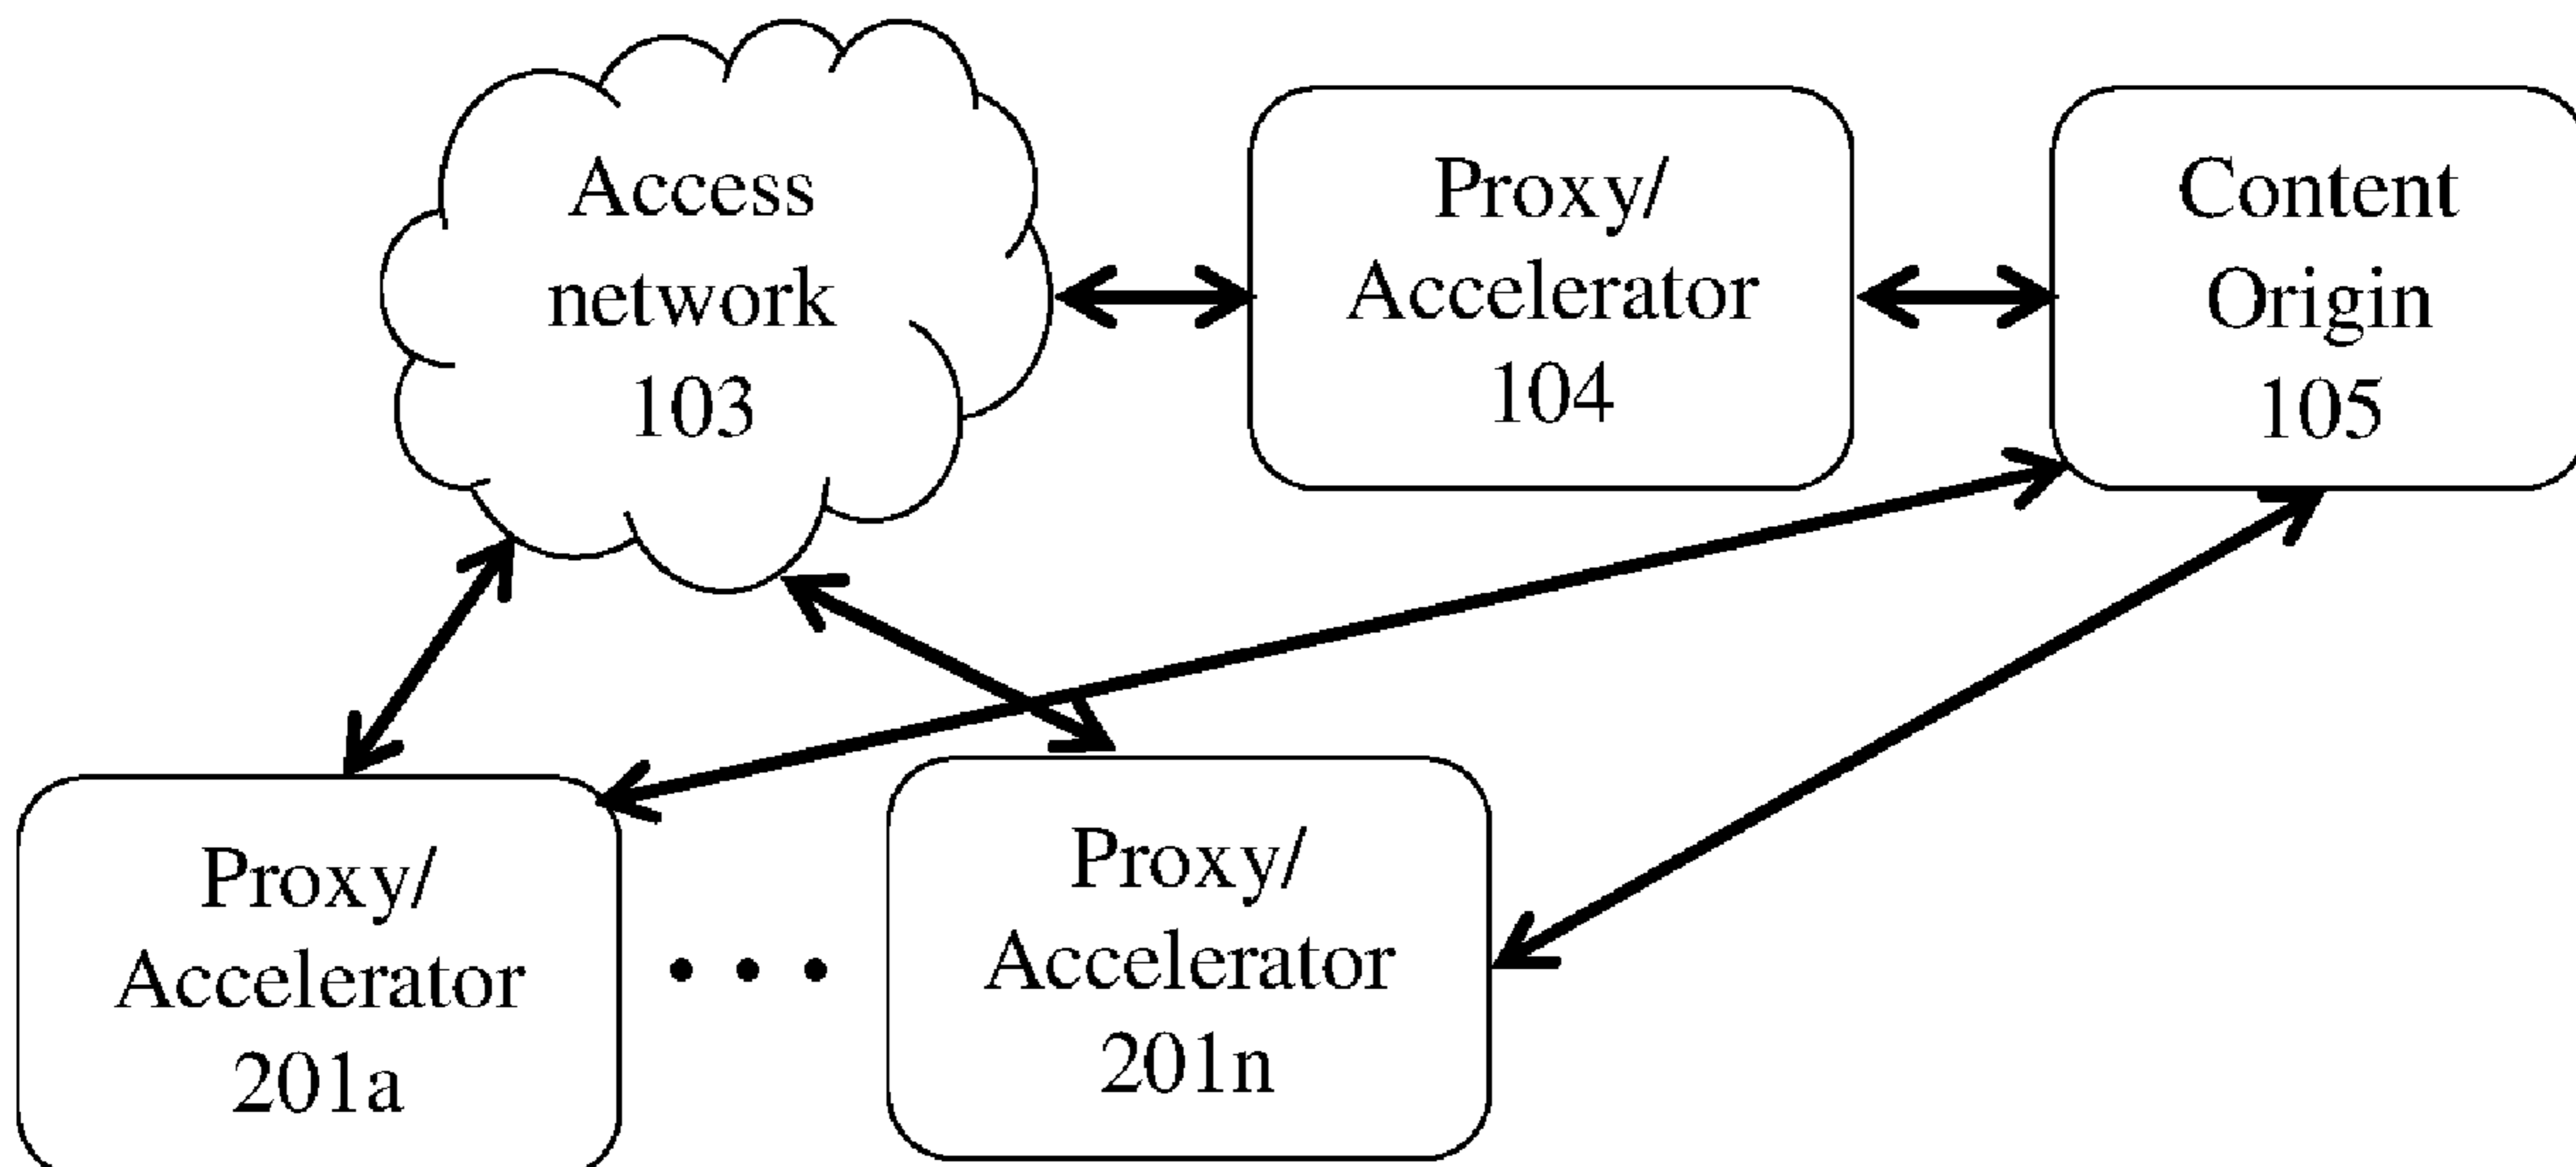 Access
network
103
Proxy/
Accelerator
104
Content
Origin
105
Proxy/
Accelerator
201a
Proxy/
Accelerator
201n